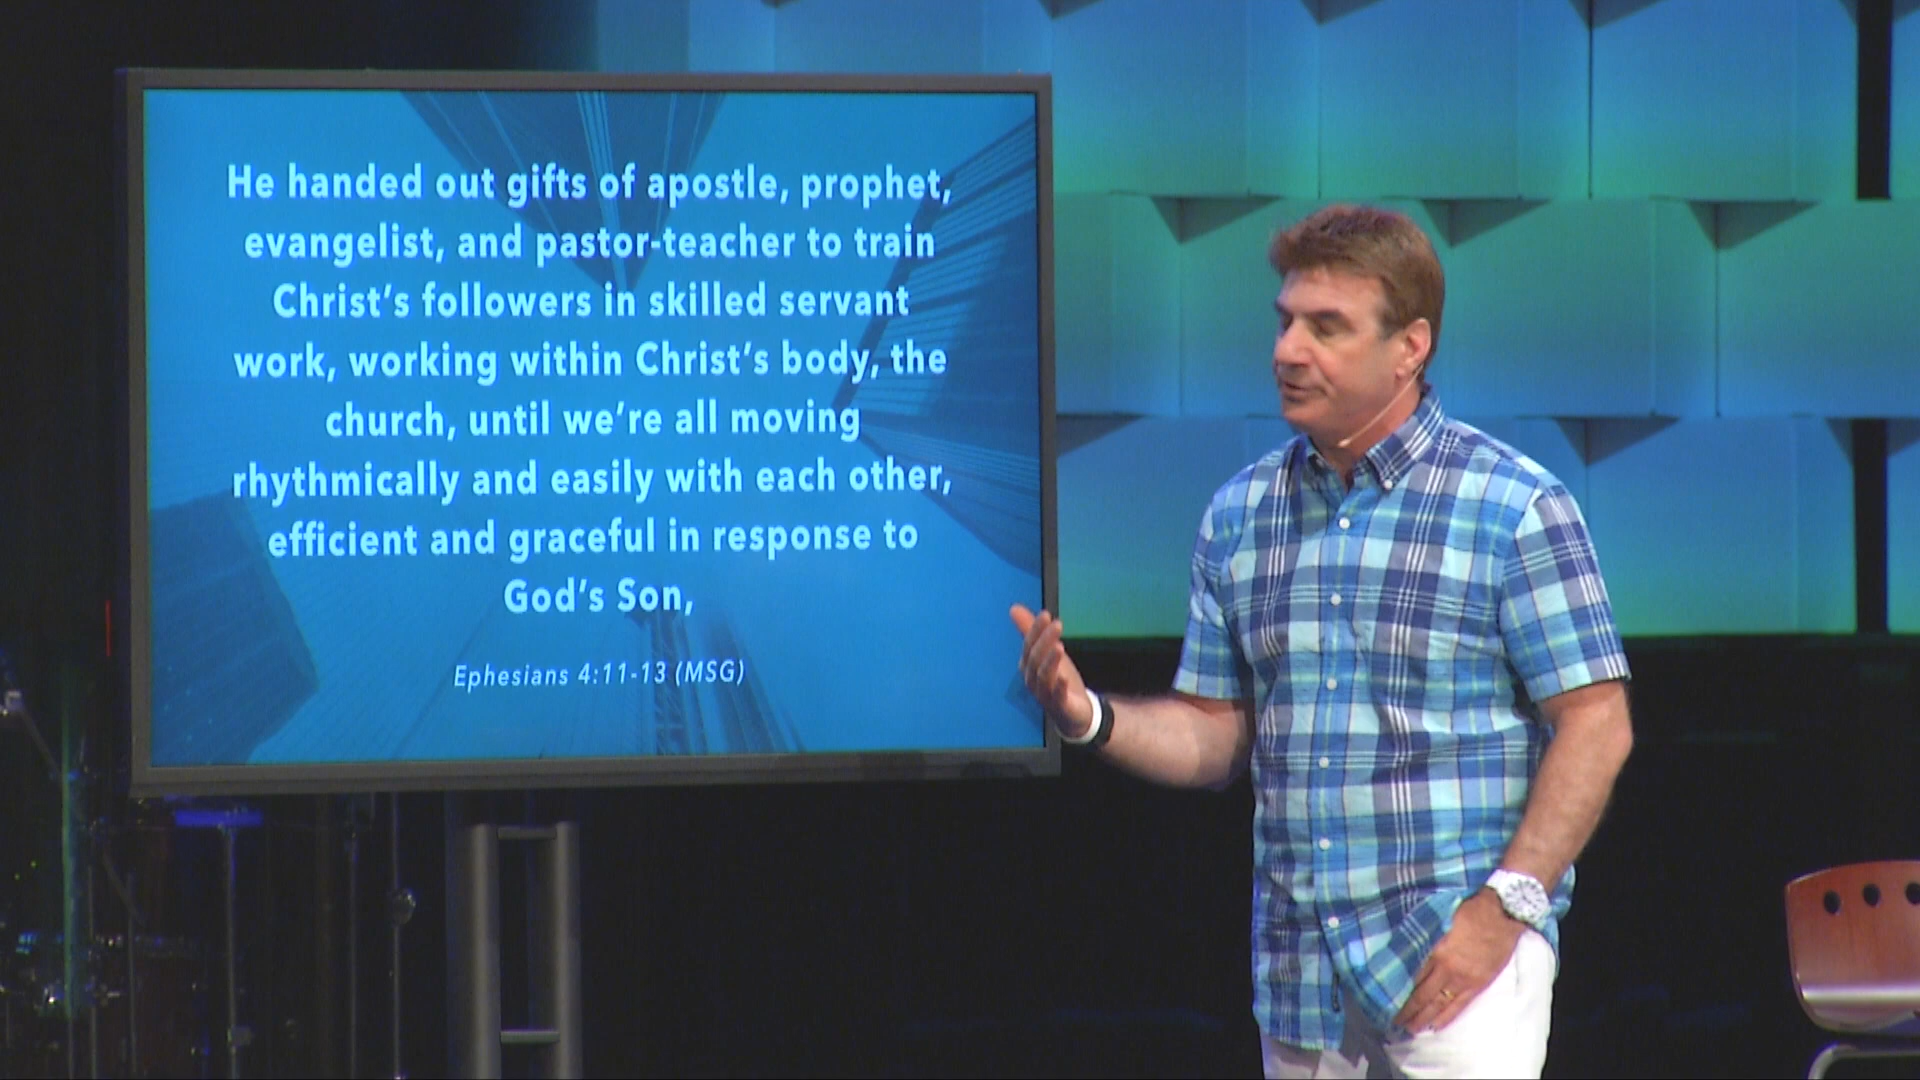 He handed out gifts of apostle, prophet,
evangelist, and pastor-teacher to train
Christ’s followers in skilled servant
work, working within Christ’s body, the
church, until we’re all moving
rhythmically and easily with each other,
efficient and graceful in response to
God’s Son,
Ephesians 4:11-13 (MSG)